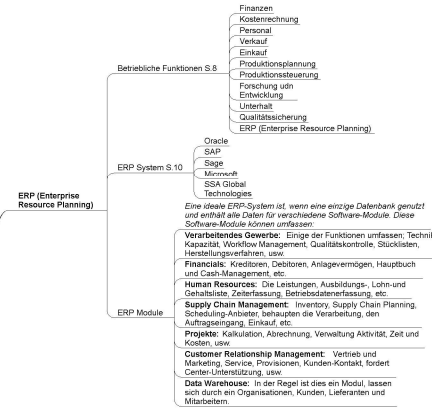 Finanzen
Kostenrechnung
Personal
Verkauf
Einkauf
Betriebliche Funktionen S.8
Produktionsplannung
Produktionssteuerung
Forschung udn
Entwicklung
Unterhalt
Qualitätssicherung
ERP (Enterprise Resource Planning)
Oracle
SAP
ERP System S.10
Sage
Microsoft
SSA Global
Technologies
ERP (Enterprise
Resource Planning)
Eine ideale ERP-System ist, wenn eine einzige Datenbank genutzt
und enthält alle Daten für verschiedene Software-Module. Diese
Software-Module können umfassen:
Verarbeitendes Gewerbe: Einige der Funktionen umfassen; Techni
Kapazität, Workflow Management, Qualitätskontrolle, Stücklisten,
Herstellungsverfahren, usw.
Financials: Kreditoren, Debitoren, Anlagevermögen, Hauptbuch
und Cash-Management, etc.
Human Resources: Die Leistungen, Ausbildungs-, Lohn-und
Gehaltsliste, Zeiterfassung, Betriebsdatenerfassung, etc.
ERP Module
Supply Chain Management: Inventory, Supply Chain Planning,
Scheduling-Anbieter, behaupten die Verarbeitung, den
Auftragseingang, Einkauf, etc.
Projekte: Kalkulation, Abrechnung, Verwaltung Aktivität, Zeit und
Kosten, usw.
Customer Relationship Management: Vertrieb und
Marketing, Service, Provisionen, Kunden-Kontakt, fordert
Center-Unterstützung, usw.
Data Warehouse: In der Regel ist dies ein Modul, lassen
sich durch ein Organisationen, Kunden, Lieferanten und
Mitarbeitern.